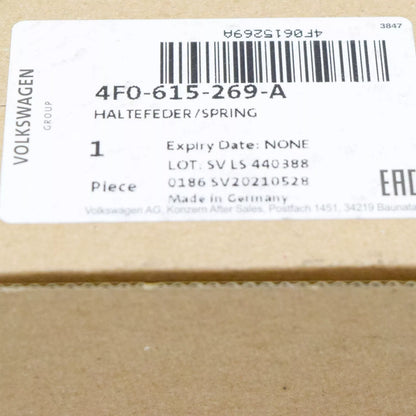 3847
4F0615269A
VOLKSWAGEN
GROUP
4F0-615-269-A
HALTEFEDER/SPRING
1
Piece
Expiry Date: NONE
LOT: SV LS 440388
0186 SV20210528
Made in Germany
EAC
Volkswagen AG, Konzern After Sales, Postfach 1451, 34219 Baunata